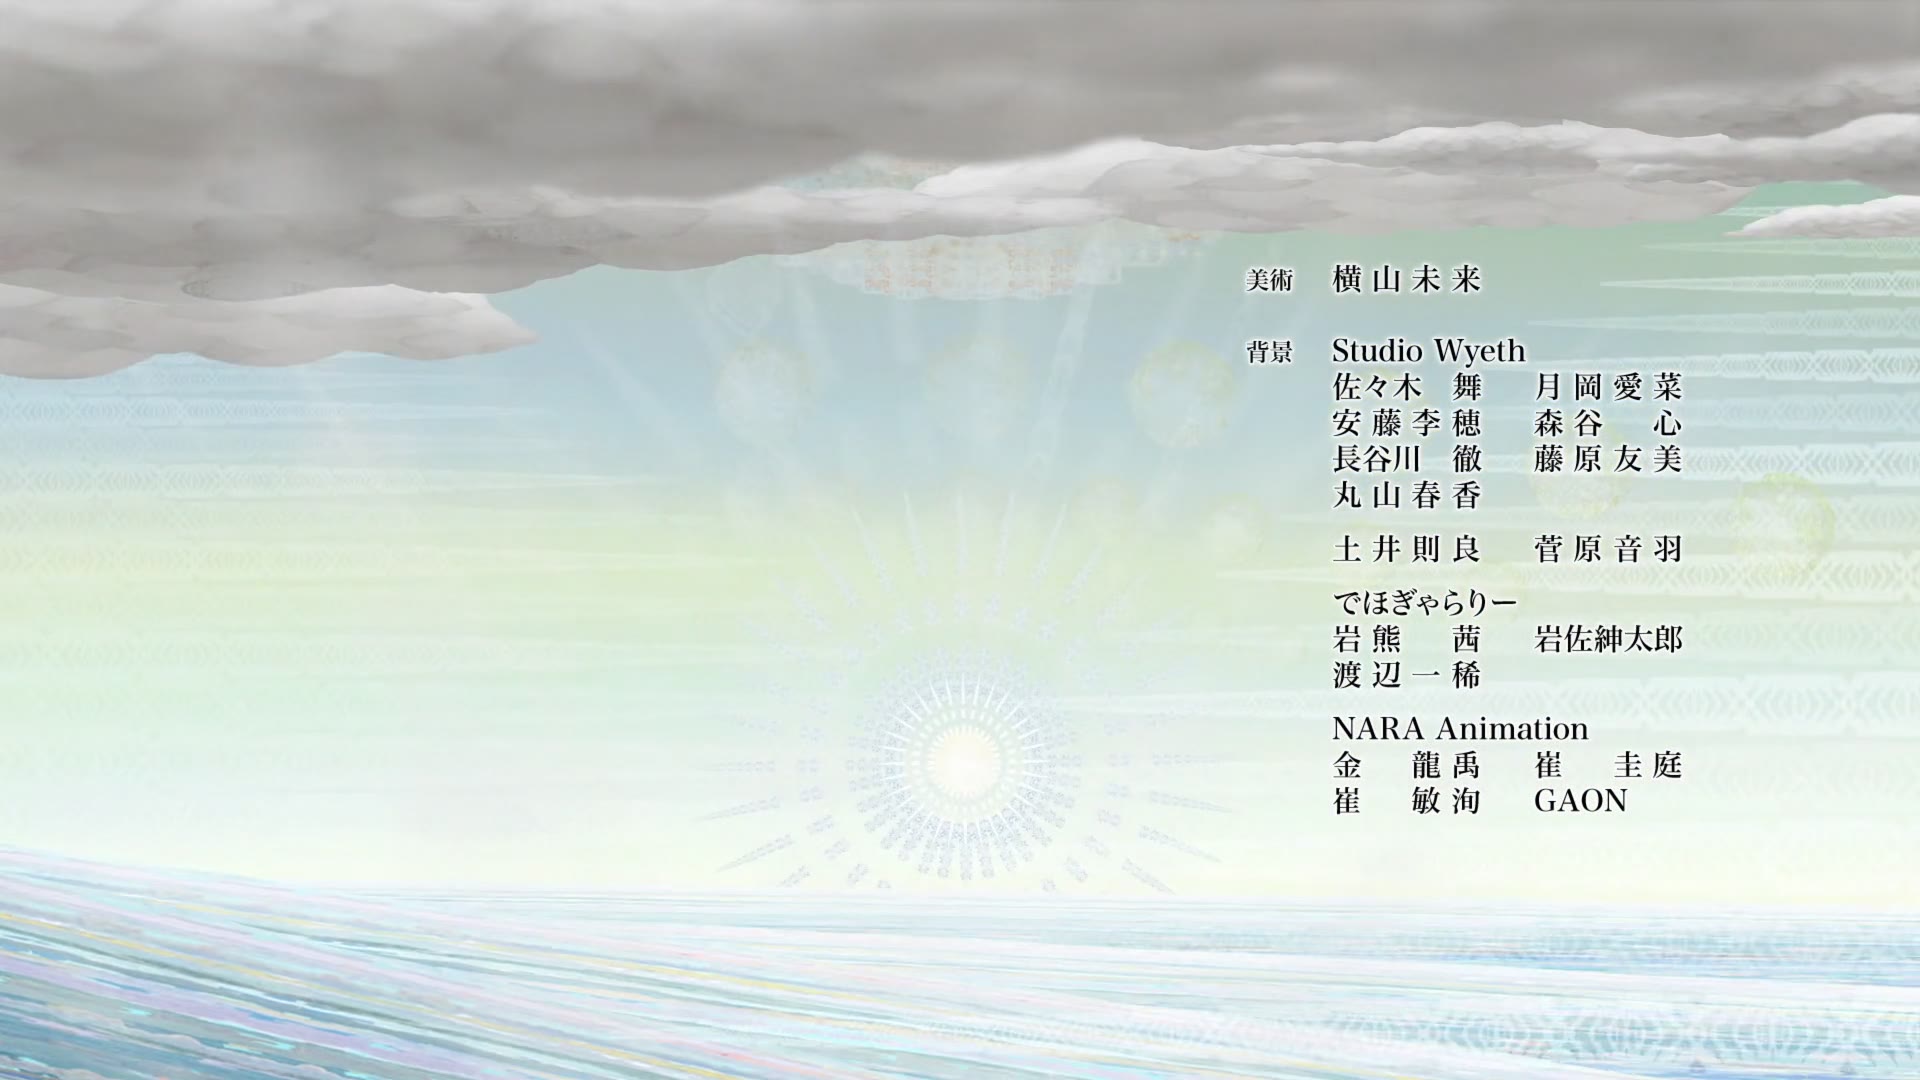 美術 横山未来
背景 Studio Wyeth
佐々木 舞 月岡愛菜
安藤李穂 森谷 心
長谷川 徹 藤原友美
丸山春香
土井則良 菅原音羽
でほぎゃらりー
岩熊 茜 岩佐紳太郎
渡辺一稀
NARA Animation
金 龍禹 崔 圭庭
崔 敏洵 GAON